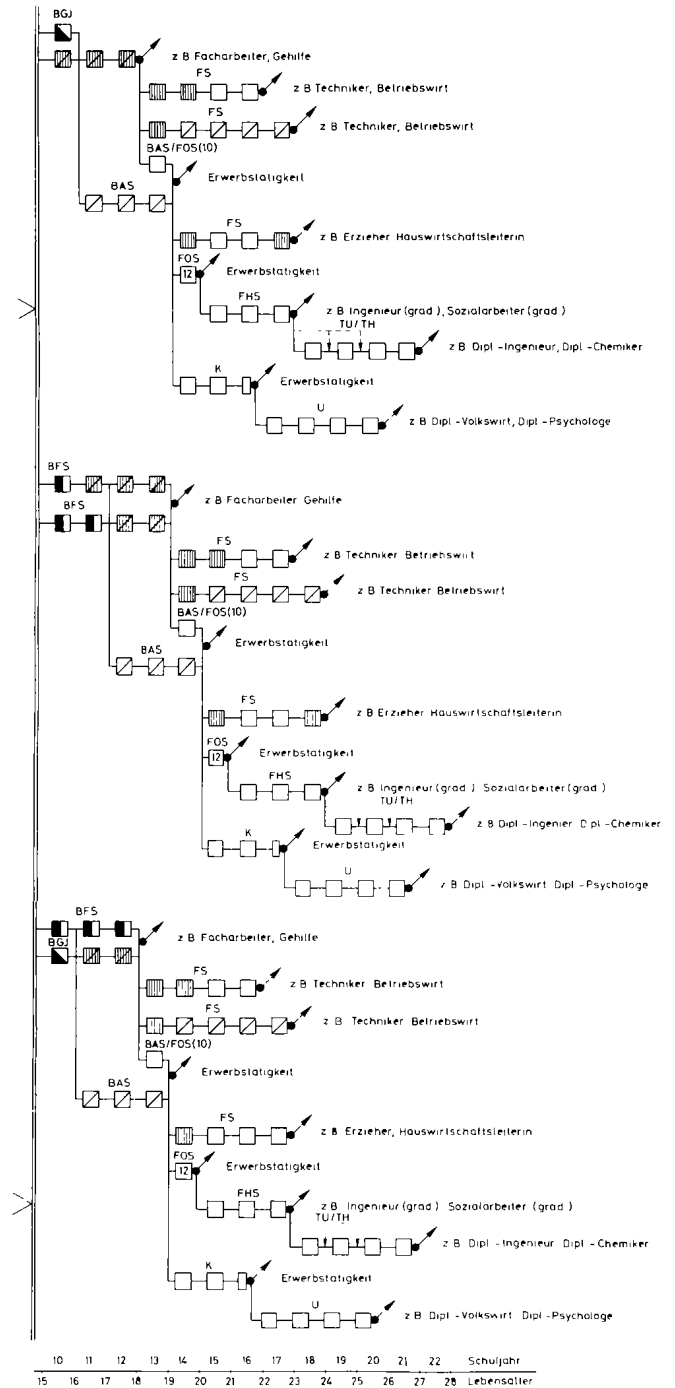 BGJ
z B Facharbeiter, Gehilfe
FS
z B Techniker, Betriebswirt
FS
z B Techniker, Betriebswirt
BAS/FOS(10)
Erwerbstätigkeit
BAS
FS
z B Erzieher Hauswirtschaftsleiterin
FOS
Erwerbstätigkeit
12
FHS
z B Ingenieur (grad), Sozialarbeiter (grad)
TU/TH
z B Dipl-Ingenieur, Dipl-Chemiker
K
Erwerbstätigkeit
U
z B Dipl-Volkswirt, Dipl-Psychologe
BFS
BFS
z B Facharbeiter Gehilfe
FS
z B Techniker Betriebswirt
FS
z B Techniker Betriebswirt
BAS/FOS(10)
Erwerbstätigkeit
BAS
FS
z B Erzieher Hauswirtschaftsleiterin
FOS
Erwerbstätigkeit
12
FHS
z B Ingenieur (grad) Sozialarbeiter (grad)
TU/TH
z B Dipl-Ingenier Dipl-Chemiker
K
Erwerbstätigkeit
U
z B Dipl-Volkswirt Dipl-Psychologe
BFS
z B Facharbeiter, Gehilfe
BGJ
FS
z B Techniker Betriebswirt
FS
z B Techniker Betriebswirt
BAS/FOS(10)
Erwerbstätigkeit
BAS
FS
z B Erzieher, Hauswirtschaftsleiterin
FOS
Erwerbstätigkeit
12
FHS
z B Ingenieur (grad) Sozialarbeiter (grad)
TU/TH
z B Dipl-Ingenieur Dipl-Chemiker
K
Erwerbstätigkeit
U
z B Dipl-Volkswirt Dipl-Psychologe
10 11 12 13 14 15 16 17 18 19 20 21 22 Schuljahr
15 16 17 18 19 20 21 22 23 24 25 26 27 28 Lebensalter